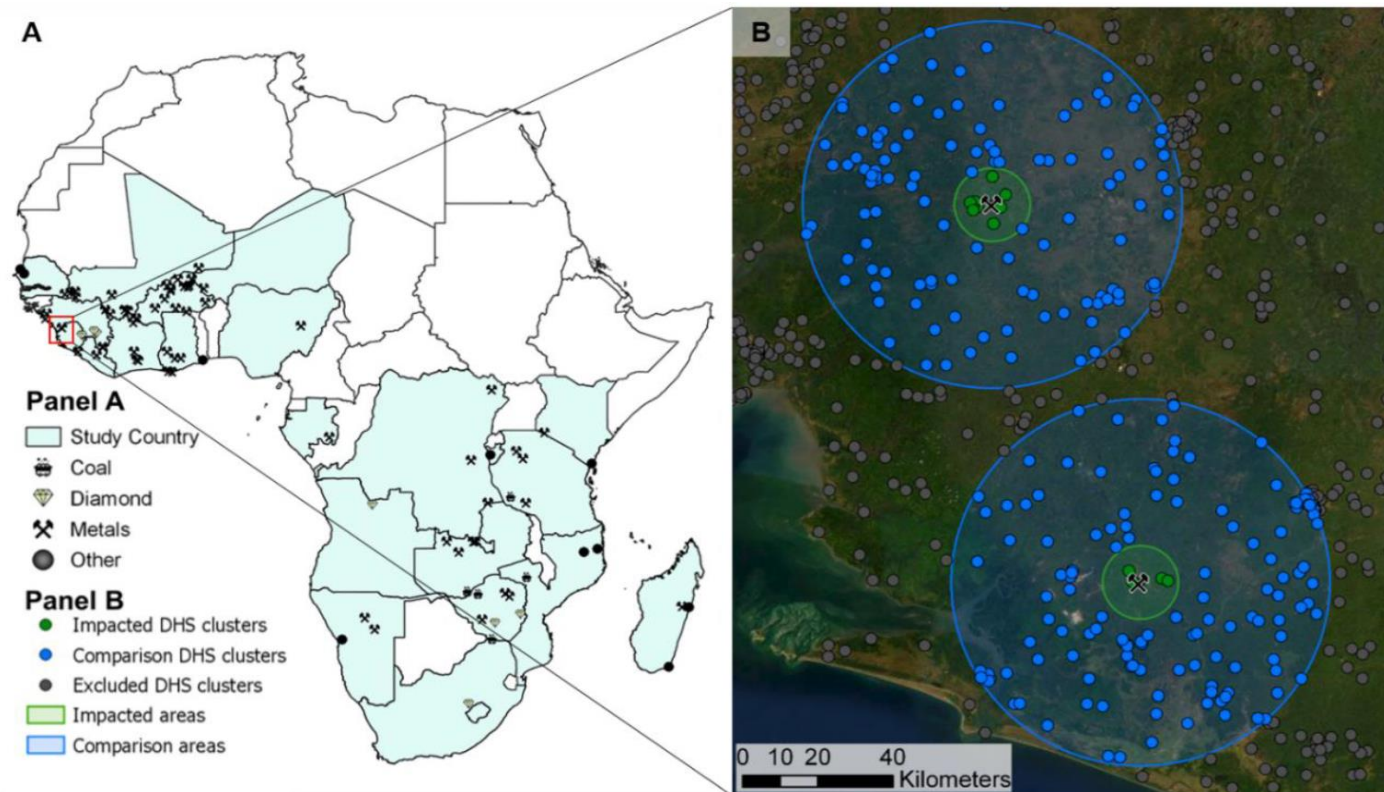 A
Panel A
Study Country
Coal
Diamond
Metals
Other
Panel B
Impacted DHS clusters
Comparison DHS clusters
Excluded DHS clusters
Impacted areas
Comparison areas
B
10 20 40
0 Kilometers